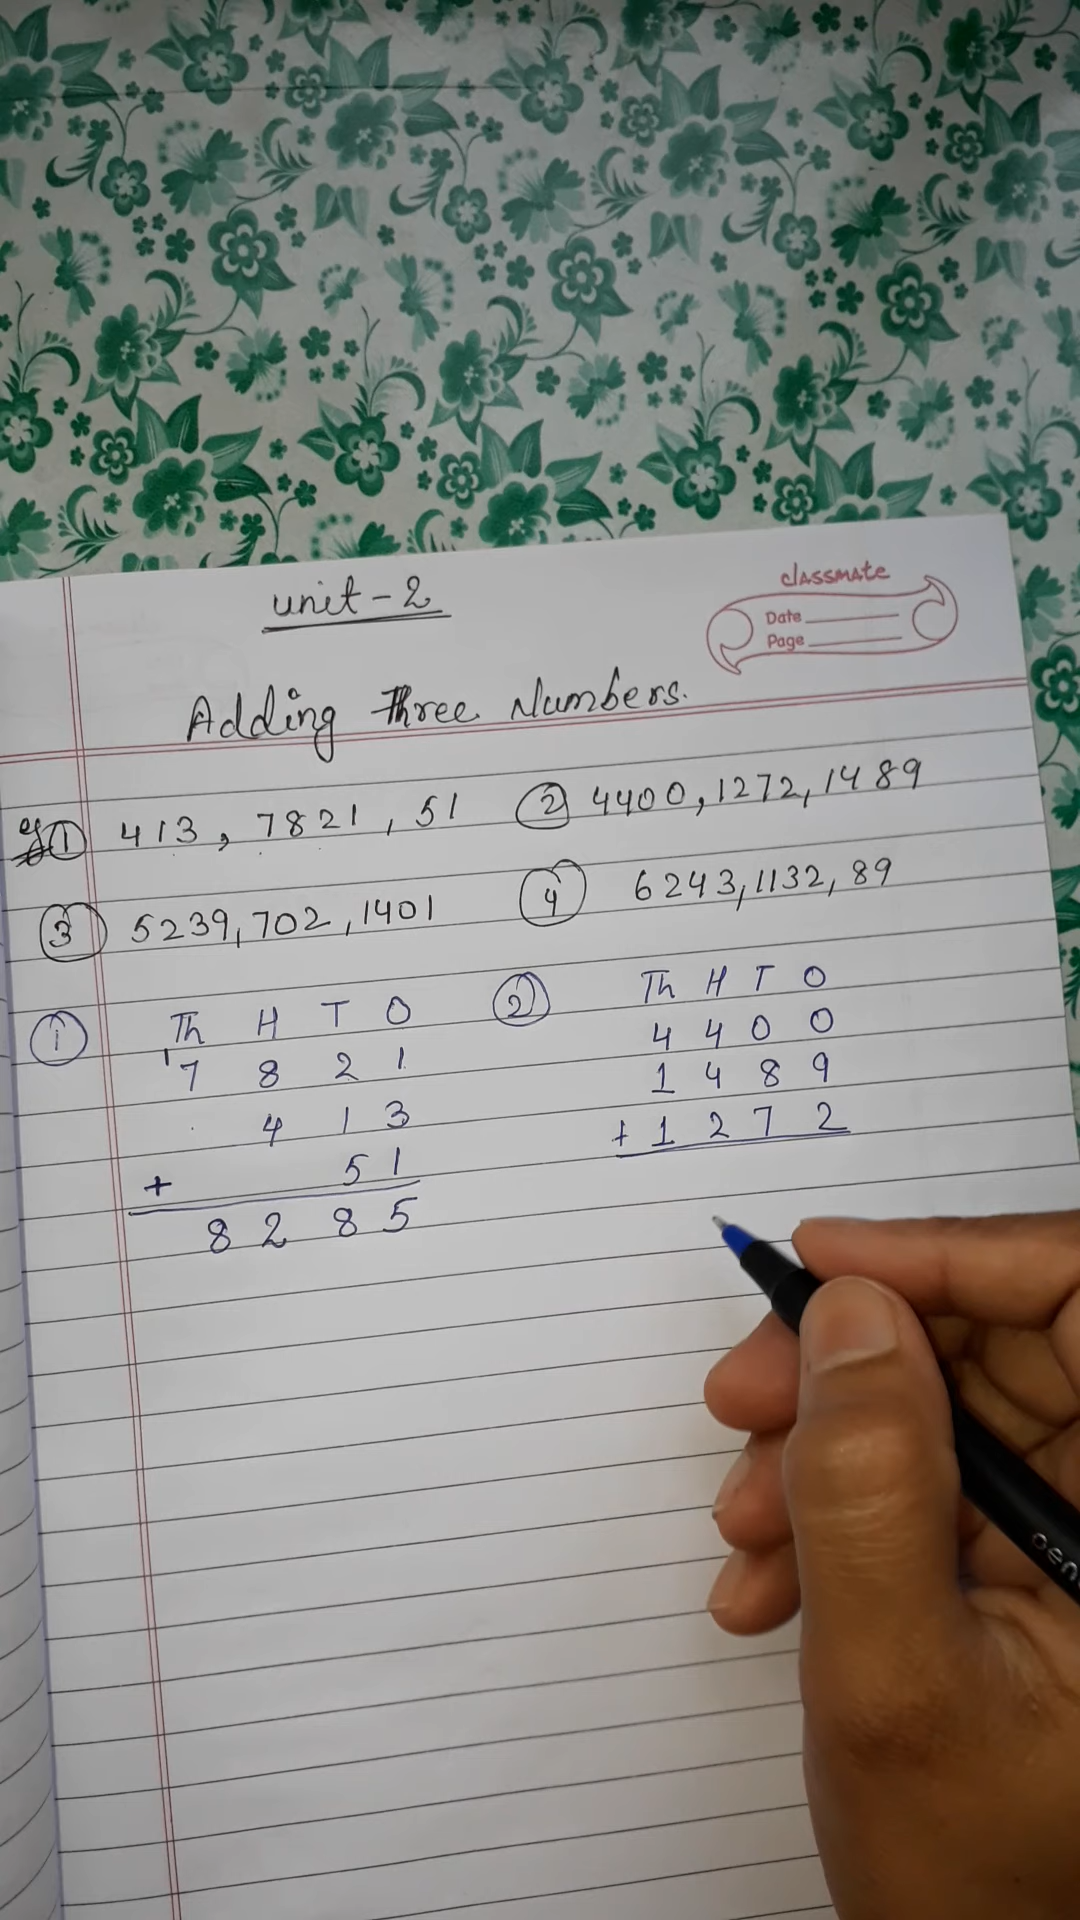 unit - 2
classmate
Date
Page
Adding Three Numbers.
① 413, 7821, 51 ② 4400, 1272, 1489
③ 5239, 702, 1401 ④ 6243, 1132, 89
① Th H T O ② Th H T O
1 7 8 2 1 4 4 0 0
4 1 3 1 4 8 9
+ 5 1 + 1 2 7 2
8 2 8 5